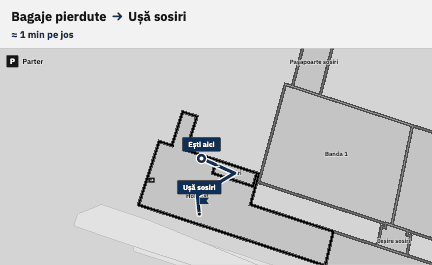 Bagaje pierdute → Ușă sosiri
≈ 1 min pe jos
P Parter
Pașapoarte sosiri
Ești aici
Banda 1
Ușă sosiri
Ieșire sosiri